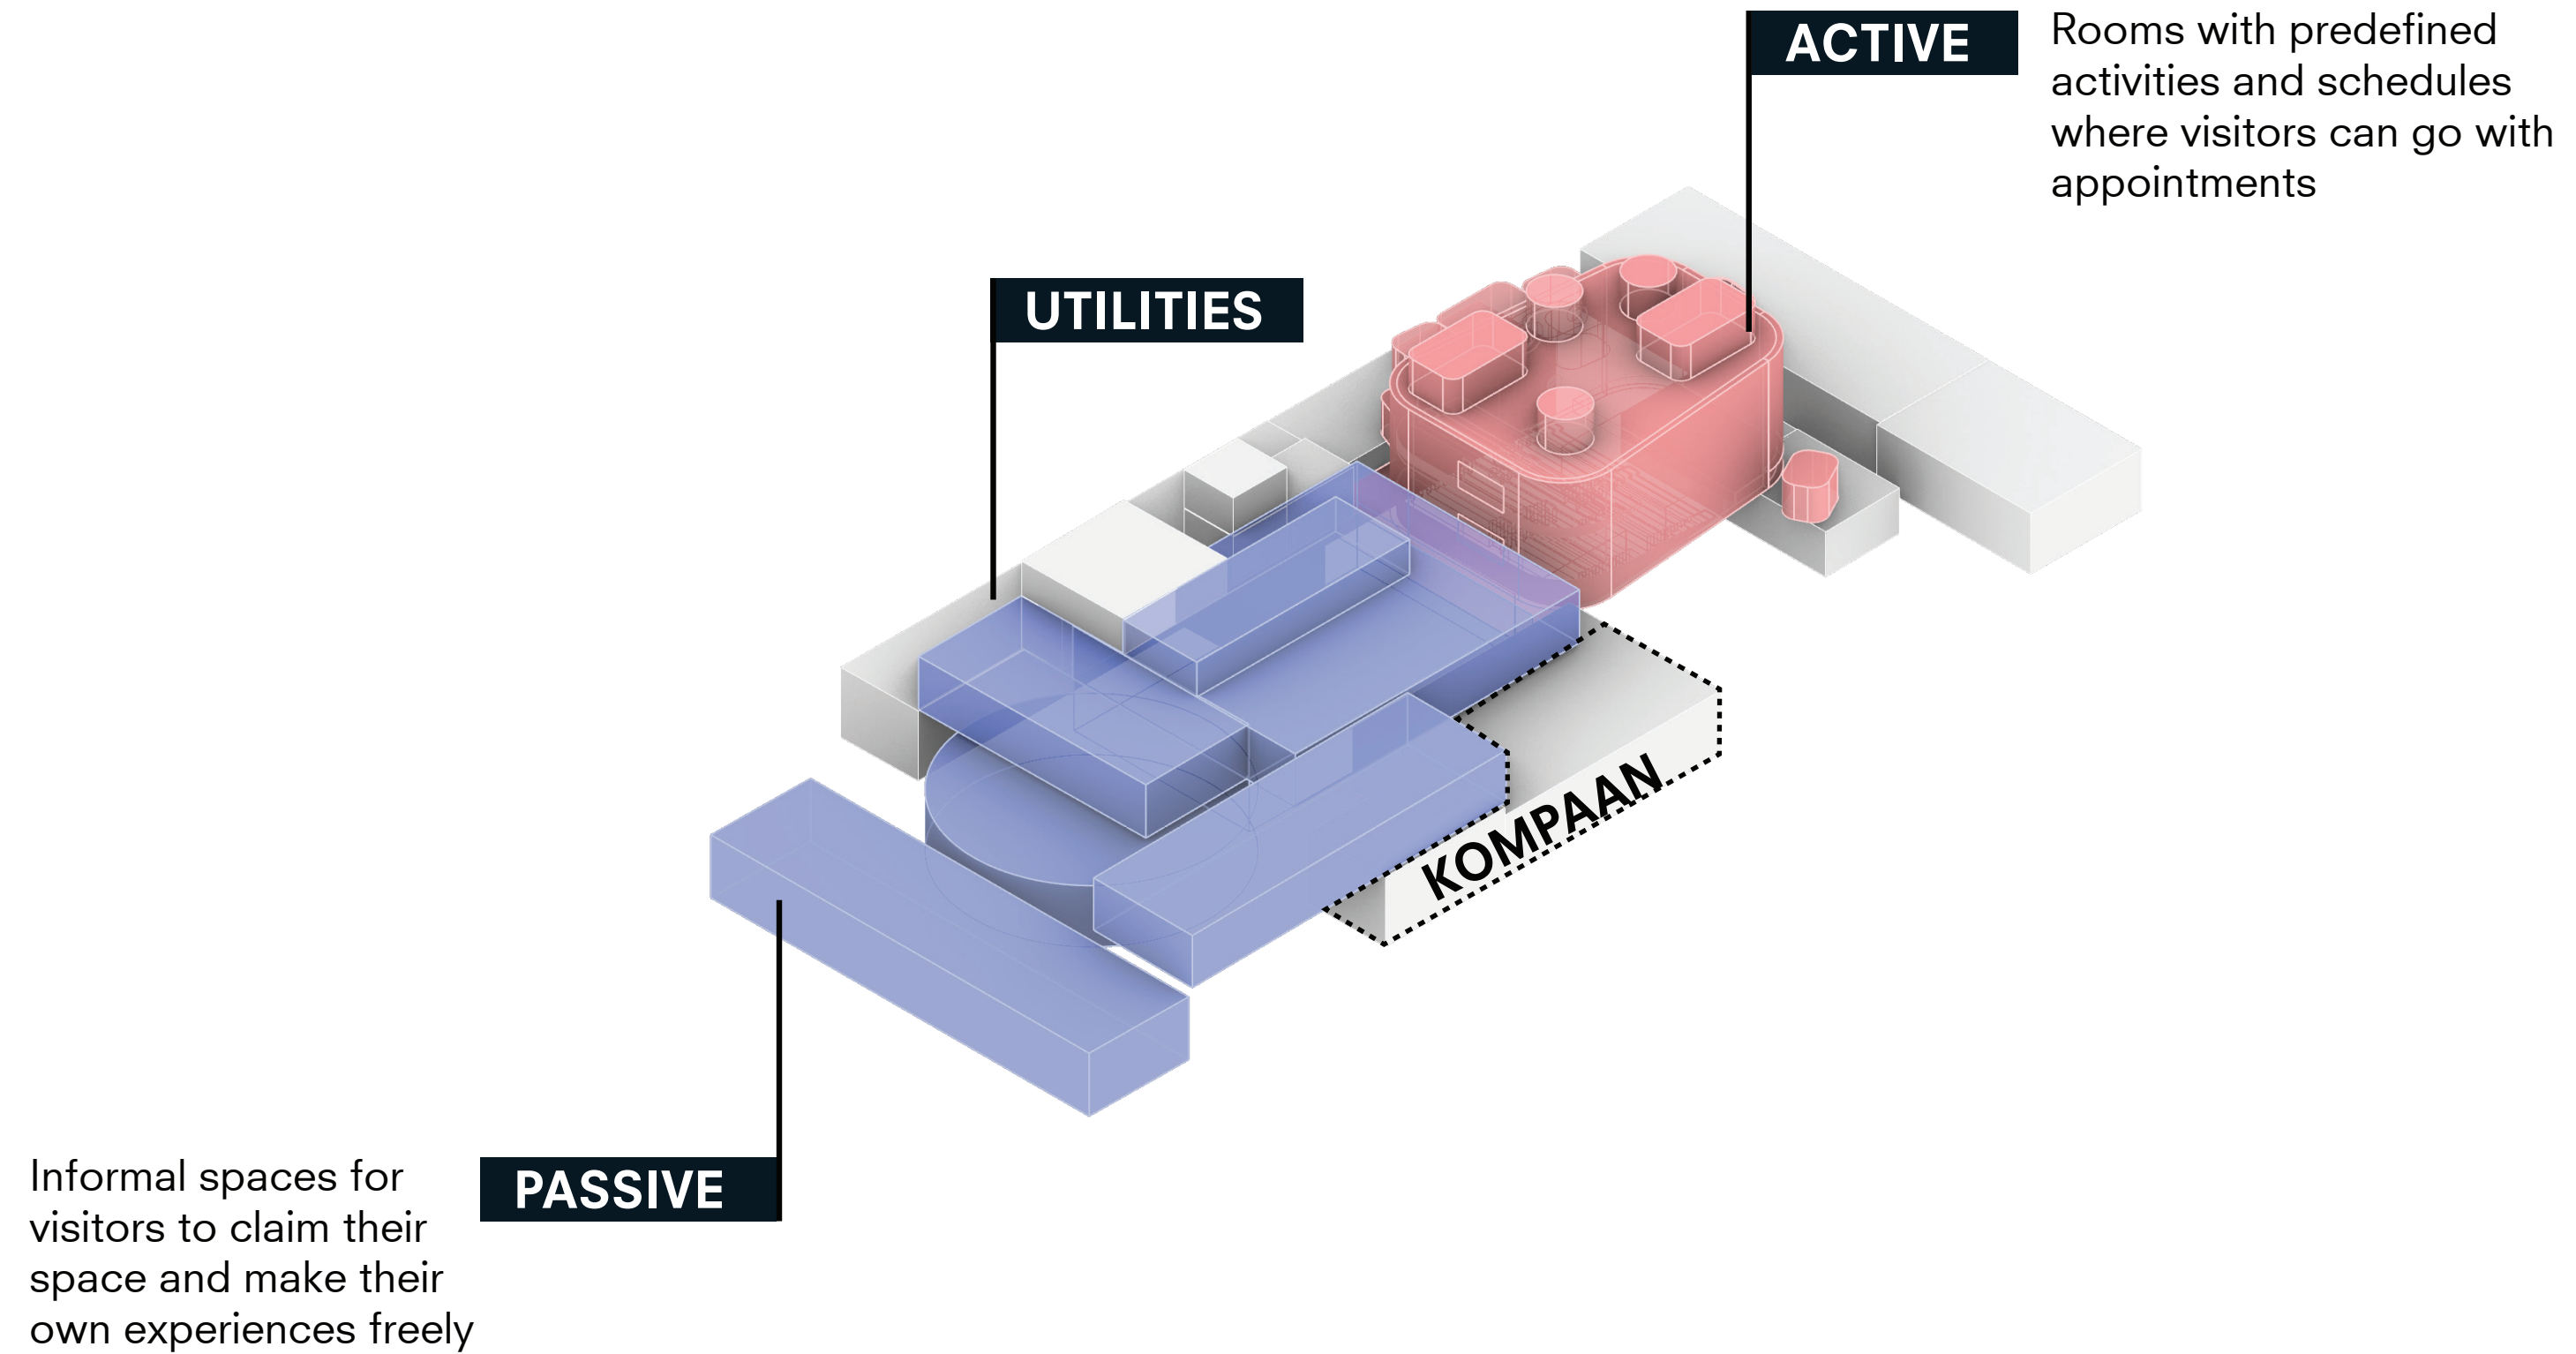 ACTIVE
Rooms with predefined
activities and schedules
where visitors can go with
appointments
UTILITIES
KOMPAAN
PASSIVE
Informal spaces for
visitors to claim their
space and make their
own experiences freely